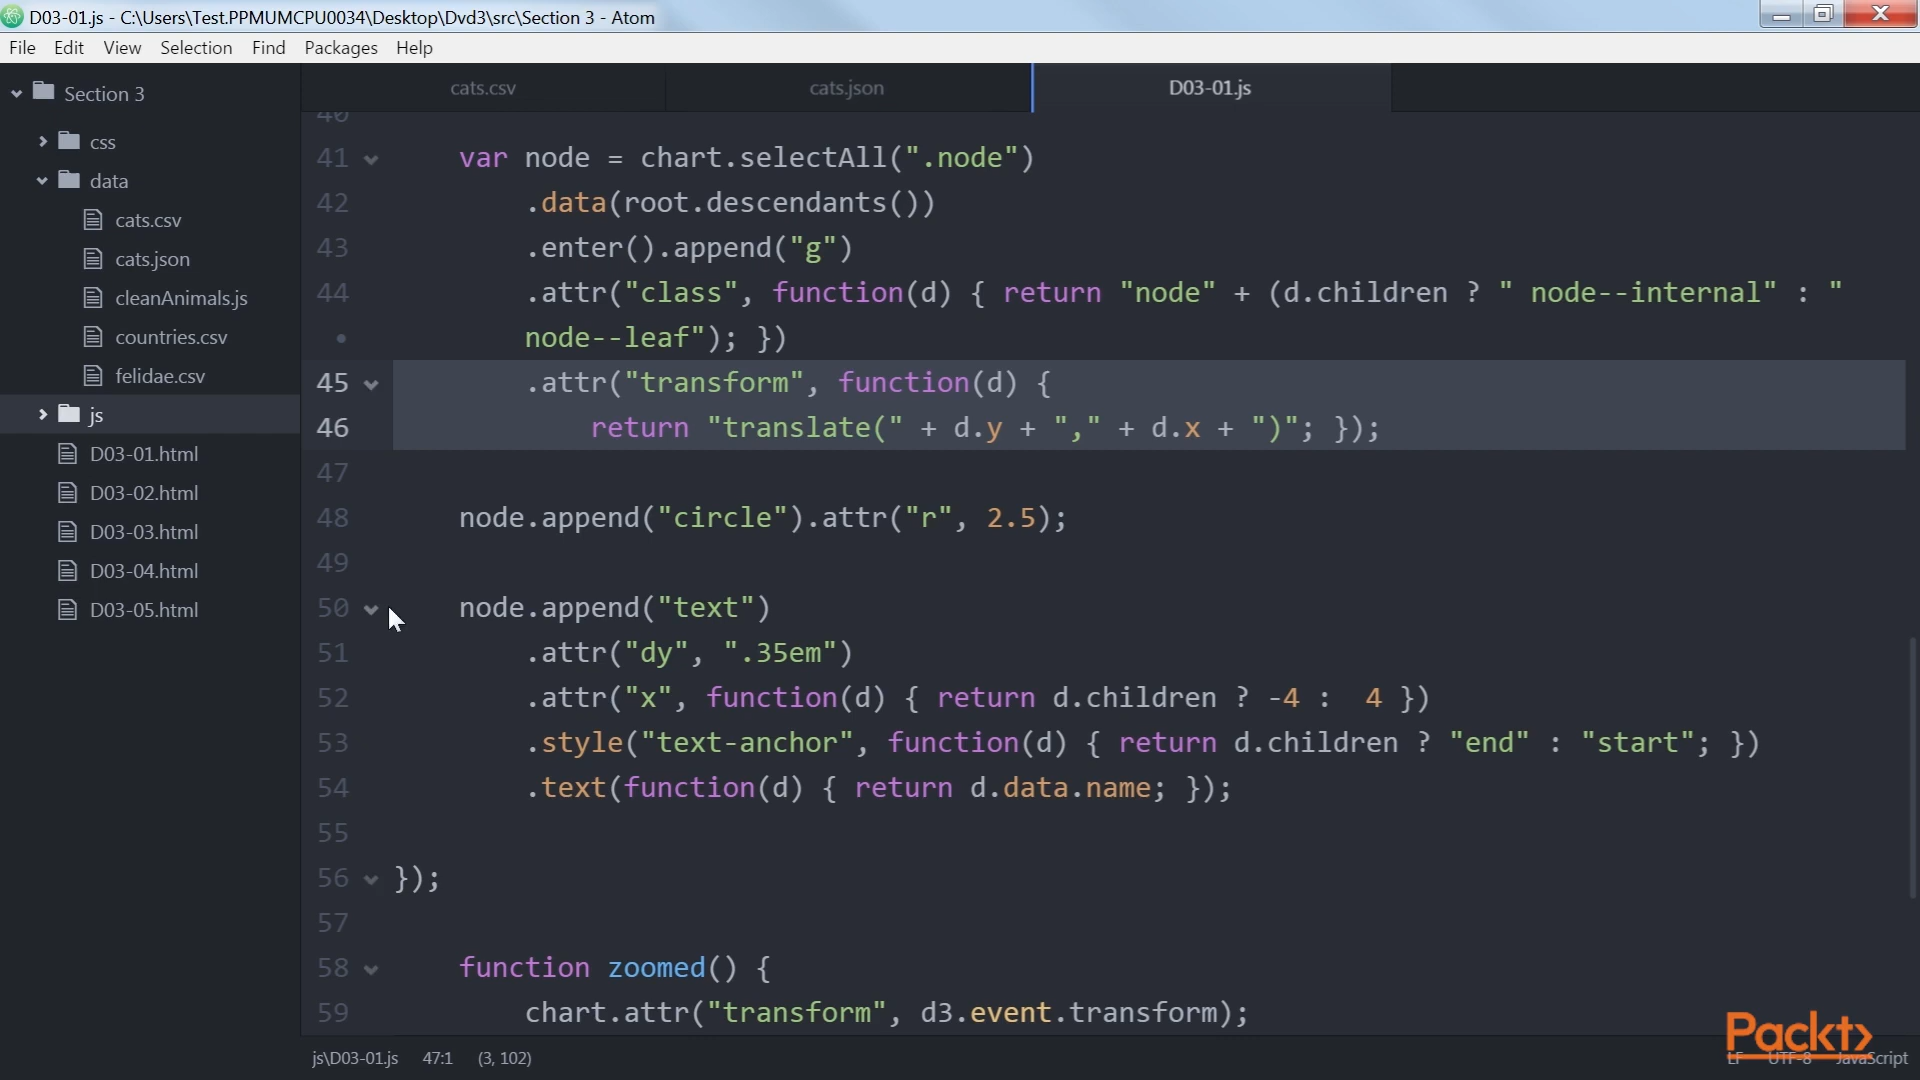 D03-01.js - C:\Users\Test.PPMUMCPU0034\Desktop\Dvd3\src\Section 3 - Atom
File Edit View Selection Find Packages Help
Section 3
css
data
cats.csv
cats.json
cleanAnimals.js
countries.csv
felidae.csv
js
D03-01.html
D03-02.html
D03-03.html
D03-04.html
D03-05.html
cats.csv cats.json D03-01.js
40
41 var node = chart.selectAll(".node")
42 .data(root.descendants())
43 .enter().append("g")
44 .attr("class", function(d) { return "node" + (d.children ? " node--internal" : "
• node--leaf"); })
45 .attr("transform", function(d) {
46 return "translate(" + d.y + "," + d.x + ")"; });
47
48 node.append("circle").attr("r", 2.5);
49
50 node.append("text")
51 .attr("dy", ".35em")
52 .attr("x", function(d) { return d.children ? -4 :  4 })
53 .style("text-anchor", function(d) { return d.children ? "end" : "start"; })
54 .text(function(d) { return d.data.name; });
55
56 });
57
58 function zoomed() {
59 chart.attr("transform", d3.event.transform);
js\D03-01.js 47:1 (3, 102) LF UTF-8 JavaScript
Packt>